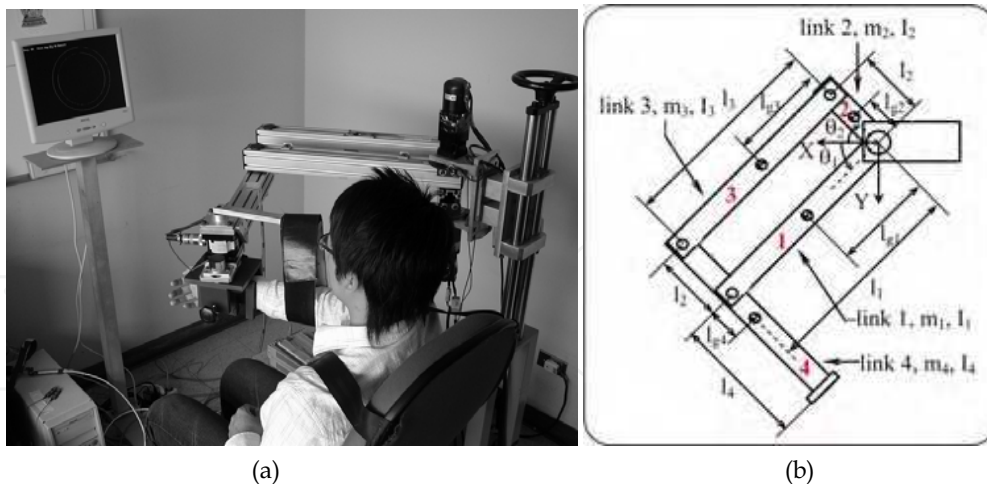 link 2, m₂, I₂
l₂
l₃
lg₃
lg₂
link 3, m₃, I₃
2
θ₂
X
θ₁
3
Y
1
lg₁
l₂
l₁
lg₄
link 1, m₁, I₁
4
link 4, m₄, I₄
l₄
(a)
(b)